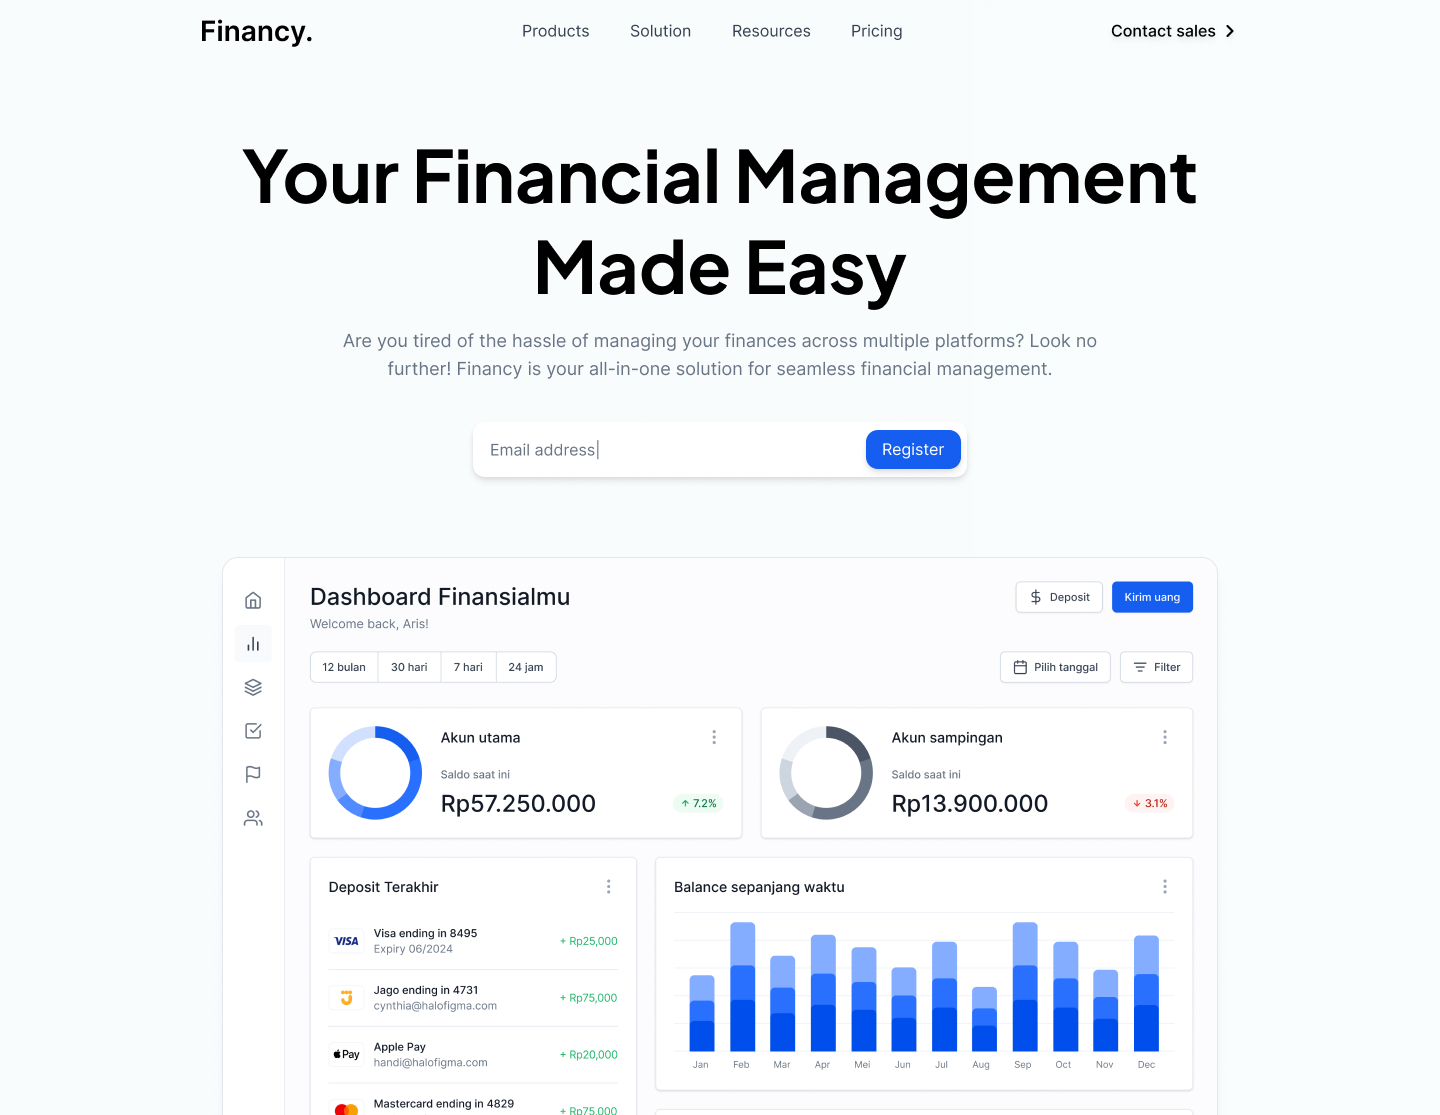 Financy.
Products
Solution
Resources
Pricing
Contact sales
Your Financial Management
Made Easy
Are you tired of the hassle of managing your finances across multiple platforms? Look no
further! Financy is your all-in-one solution for seamless financial management.
Email address
Register
Dashboard Finansialmu
Welcome back, Aris!
Deposit
Kirim uang
12 bulan
30 hari
7 hari
24 jam
Pilih tanggal
Filter
Akun utama
Saldo saat ini
Rp57.250.000
7.2%
Akun sampingan
Saldo saat ini
Rp13.900.000
3.1%
Deposit Terakhir
VISA
Visa ending in 8495
Expiry 06/2024
+ Rp25,000
Jago ending in 4731
cynthia@halofigma.com
+ Rp75,000
Pay
Apple Pay
handi@halofigma.com
+ Rp20,000
Mastercard ending in 4829
+ Rp75,000
Balance sepanjang waktu
Jan
Feb
Mar
Apr
Mei
Jun
Jul
Aug
Sep
Oct
Nov
Dec